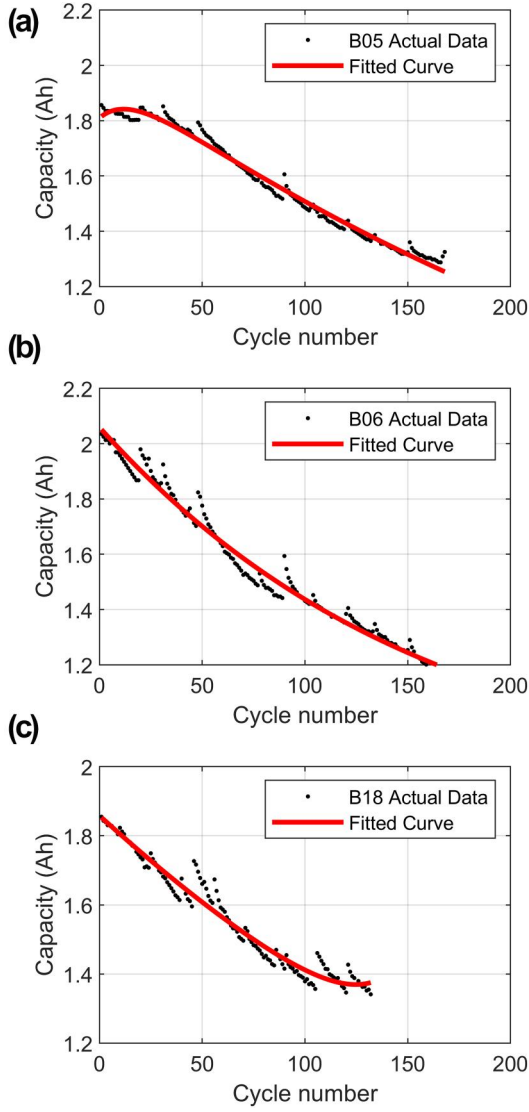 (a)
2.2
2
1.8
1.6
1.4
1.2
Capacity (Ah)
B05 Actual Data
Fitted Curve
0 50 100 150 200
Cycle number
(b)
2.2
2
1.8
1.6
1.4
1.2
Capacity (Ah)
B06 Actual Data
Fitted Curve
0 50 100 150 200
Cycle number
(c)
2
1.8
1.6
1.4
1.2
Capacity (Ah)
B18 Actual Data
Fitted Curve
0 50 100 150 200
Cycle number